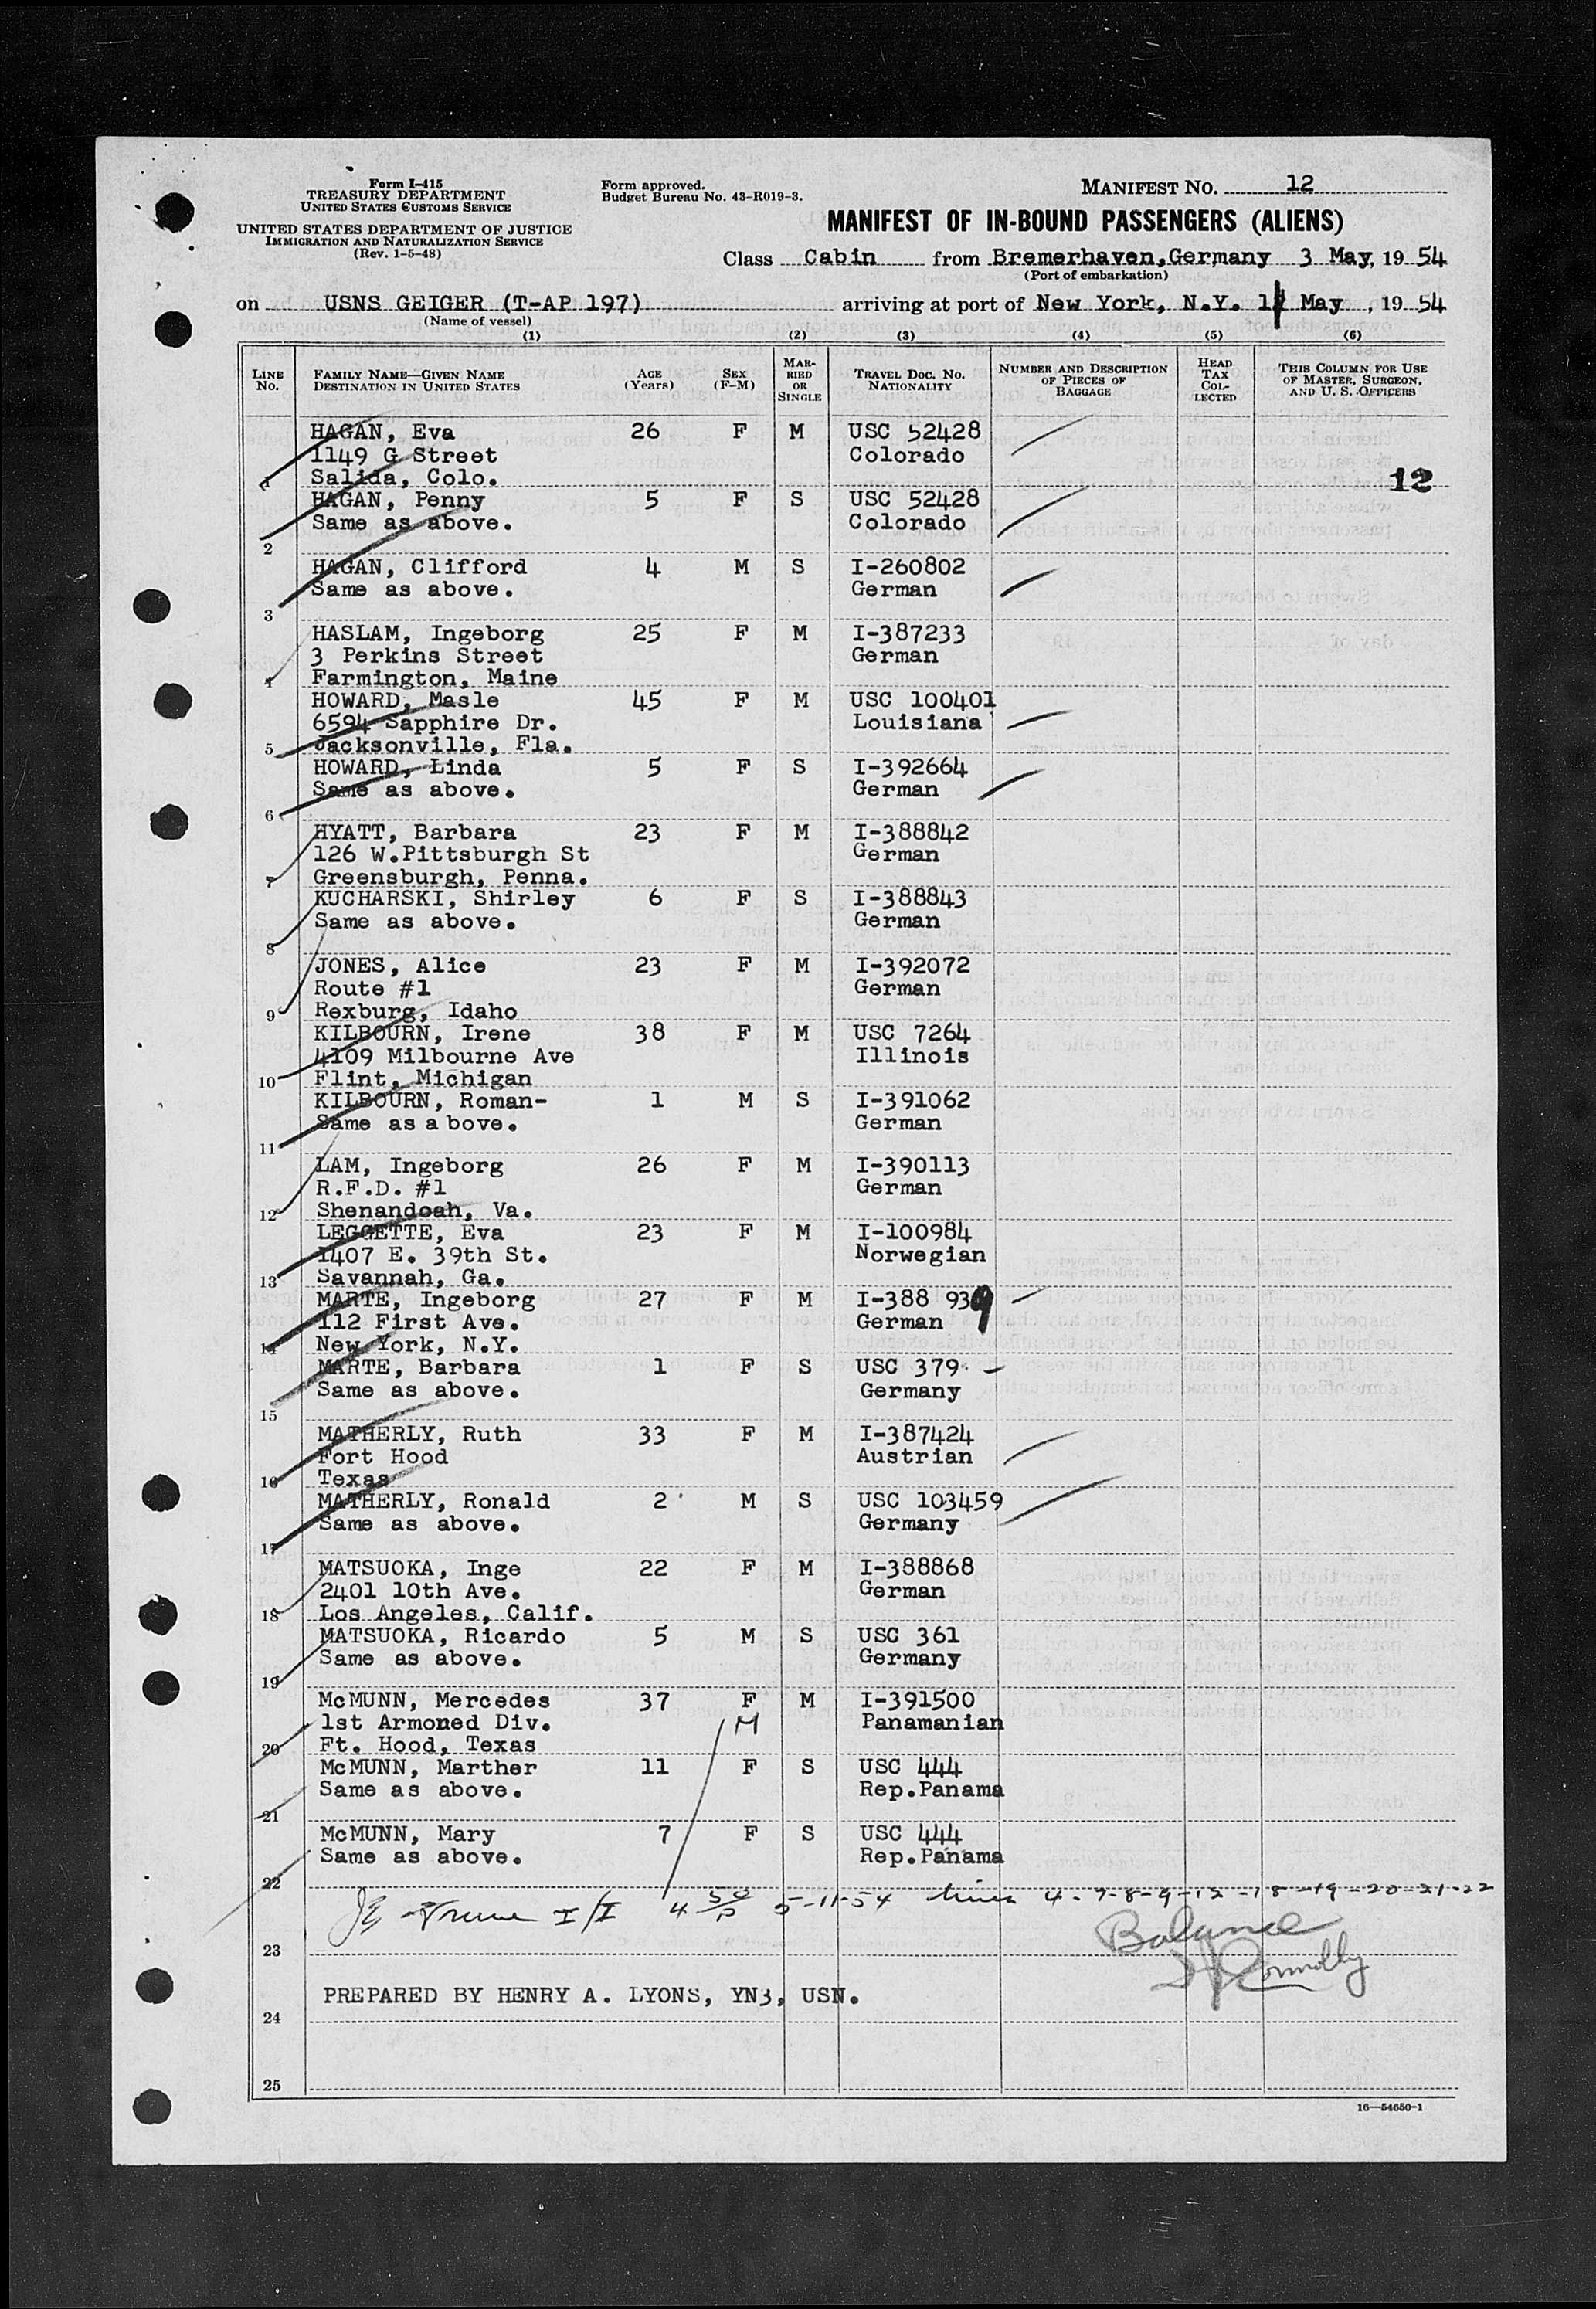 Form I-415
TREASURY DEPARTMENT
UNITED STATES CUSTOMS SERVICE
UNITED STATES DEPARTMENT OF JUSTICE
IMMIGRATION AND NATURALIZATION SERVICE
(Rev. 1-5-48)
Form approved.
Budget Bureau No. 43-R019-3.
MANIFEST NO. 12
MANIFEST OF IN-BOUND PASSENGERS (ALIENS)
Class Cabin from Bremerhaven, Germany 3 May, 19 54
(Port of embarkation)
on USNS GEIGER (T-AP 197) arriving at port of New York, N.Y. 11 May, 19 54
(Name of vessel)
(1) (2) (3) (4) (5) (6)
LINE NO. FAMILY NAME—GIVEN NAME DESTINATION IN UNITED STATES AGE (Years) SEX (F-M) MARRIED OR SINGLE TRAVEL DOC. NO. NATIONALITY NUMBER AND DESCRIPTION OF PIECES OF BAGGAGE HEAD TAX COLLECTED THIS COLUMN FOR USE OF MASTER, SURGEON, AND U. S. OFFICERS
HAGAN, Eva 26 F M USC 52428
1149 G Street Colorado
1 Salida, Colo. 12
HAGAN, Penny 5 F S USC 52428
Same as above. Colorado
2
HAGAN, Clifford 4 M S I-260802
Same as above. German
3
HASLAM, Ingeborg 25 F M I-387233
3 Perkins Street German
4 Farmington, Maine
HOWARD, Masle 45 F M USC 100401
6594 Sapphire Dr. Louisiana
5 Jacksonville, Fla.
HOWARD, Linda 5 F S I-392664
Same as above. German
6
HYATT, Barbara 23 F M I-388842
126 W.Pittsburgh St German
7 Greensburgh, Penna.
KUCHARSKI, Shirley 6 F S I-388843
Same as above. German
8
JONES, Alice 23 F M I-392072
Route #1 German
9 Rexburg, Idaho
KILBOURN, Irene 38 F M USC 7264
4109 Milbourne Ave Illinois
10 Flint, Michigan
KILBOURN, Roman- 1 M S I-391062
Same as a bove. German
11
LAM, Ingeborg 26 F M I-390113
R.F.D. #1 German
12 Shenandoah, Va.
LEGGETTE, Eva 23 F M I-100984
1407 E. 39th St. Norwegian
13 Savannah, Ga.
MARTE, Ingeborg 27 F M I-388 939
112 First Ave. German
14 New York, N.Y.
MARTE, Barbara 1 F S USC 379
Same as above. Germany
15
MATHERLY, Ruth 33 F M I-387424
Fort Hood Austrian
16 Texas
MATHERLY, Ronald 2 M S USC 103459
Same as above. Germany
17
MATSUOKA, Inge 22 F M I-388868
2401 10th Ave. German
18 Los Angeles, Calif.
MATSUOKA, Ricardo 5 M S USC 361
Same as above. Germany
19
McMUNN, Mercedes 37 F M I-391500
1st Armoned Div. M Panamanian
20 Ft. Hood, Texas
McMUNN, Marther 11 F S USC 444
Same as above. Rep.Panama
21
McMUNN, Mary 7 F S USC 444
Same as above. Rep.Panama
22
I/I 5-11-54 lines 4-7-8-9-12-18-19-20-21-22
Balance
23 Connolly
PREPARED BY HENRY A. LYONS, YN3, USN.
24
25
16—54650-1